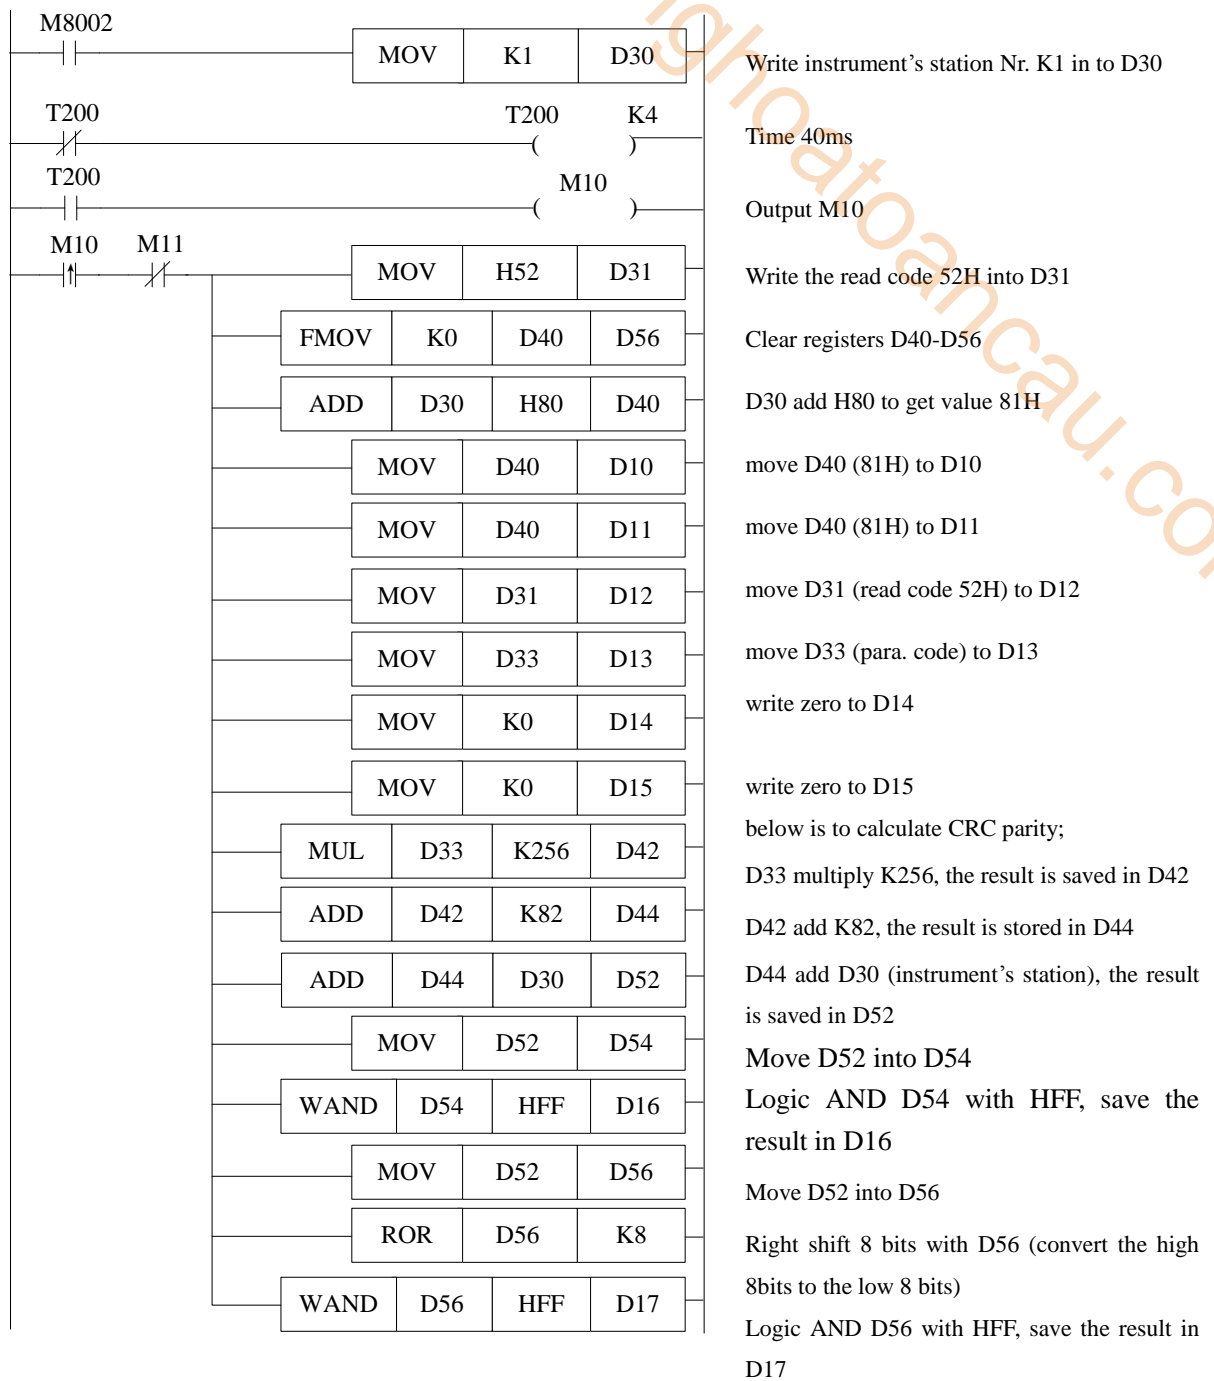 M8002
MOV K1 D30
Write instrument's station Nr. K1 in to D30
T200 T200 K4
( )
Time 40ms
T200 M10
( )
Output M10
M10 M11
MOV H52 D31
Write the read code 52H into D31
FMOV K0 D40 D56
Clear registers D40-D56
ADD D30 H80 D40
D30 add H80 to get value 81H
MOV D40 D10
move D40 (81H) to D10
MOV D40 D11
move D40 (81H) to D11
MOV D31 D12
move D31 (read code 52H) to D12
MOV D33 D13
move D33 (para. code) to D13
MOV K0 D14
write zero to D14
MOV K0 D15
write zero to D15
below is to calculate CRC parity;
MUL D33 K256 D42
D33 multiply K256, the result is saved in D42
ADD D42 K82 D44
D42 add K82, the result is stored in D44
ADD D44 D30 D52
D44 add D30 (instrument's station), the result
is saved in D52
MOV D52 D54
Move D52 into D54
WAND D54 HFF D16
Logic AND D54 with HFF, save the
result in D16
MOV D52 D56
Move D52 into D56
ROR D56 K8
Right shift 8 bits with D56 (convert the high
8bits to the low 8 bits)
WAND D56 HFF D17
Logic AND D56 with HFF, save the result in
D17
ghoatoancau.co